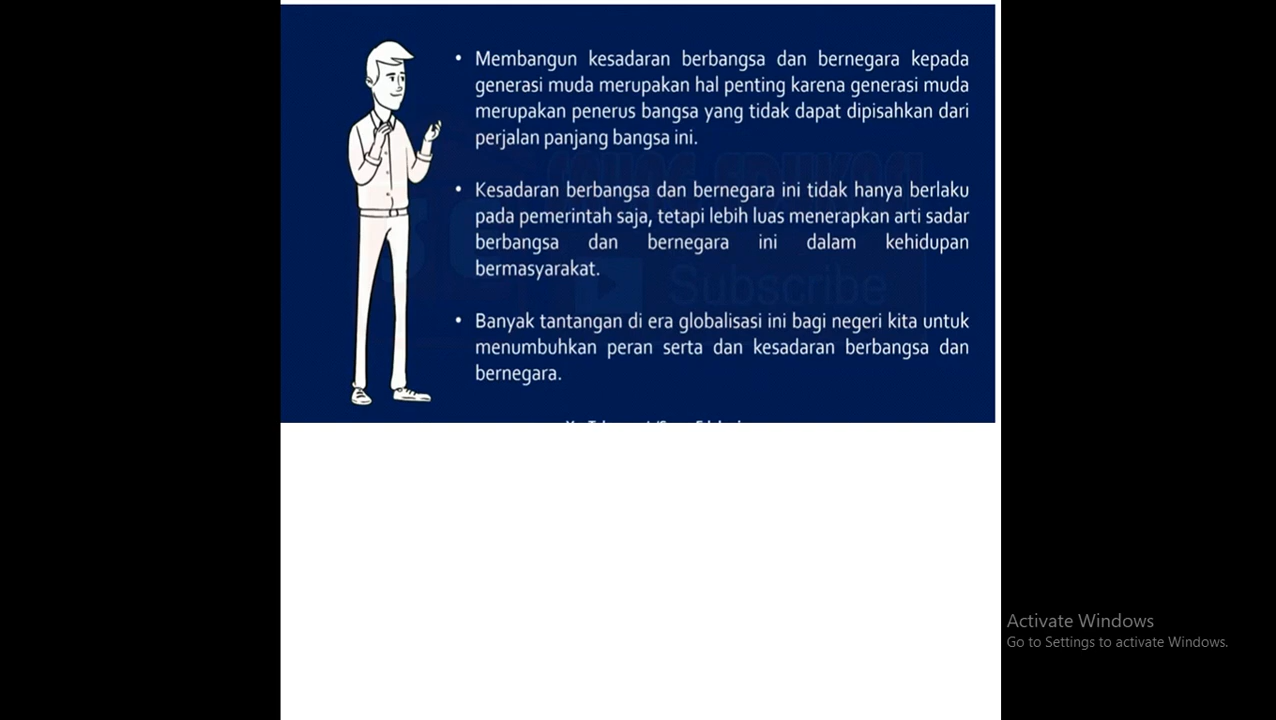 • Membangun kesadaran berbangsa dan bernegara kepada
generasi muda merupakan hal penting karena generasi muda
merupakan penerus bangsa yang tidak dapat dipisahkan dari
perjalan panjang bangsa ini.
• Kesadaran berbangsa dan bernegara ini tidak hanya berlaku
pada pemerintah saja, tetapi lebih luas menerapkan arti sadar
berbangsa dan bernegara ini dalam kehidupan
bermasyarakat.
Subscribe
• Banyak tantangan di era globalisasi ini bagi negeri kita untuk
menumbuhkan peran serta dan kesadaran berbangsa dan
bernegara.
Activate Windows
Go to Settings to activate Windows.